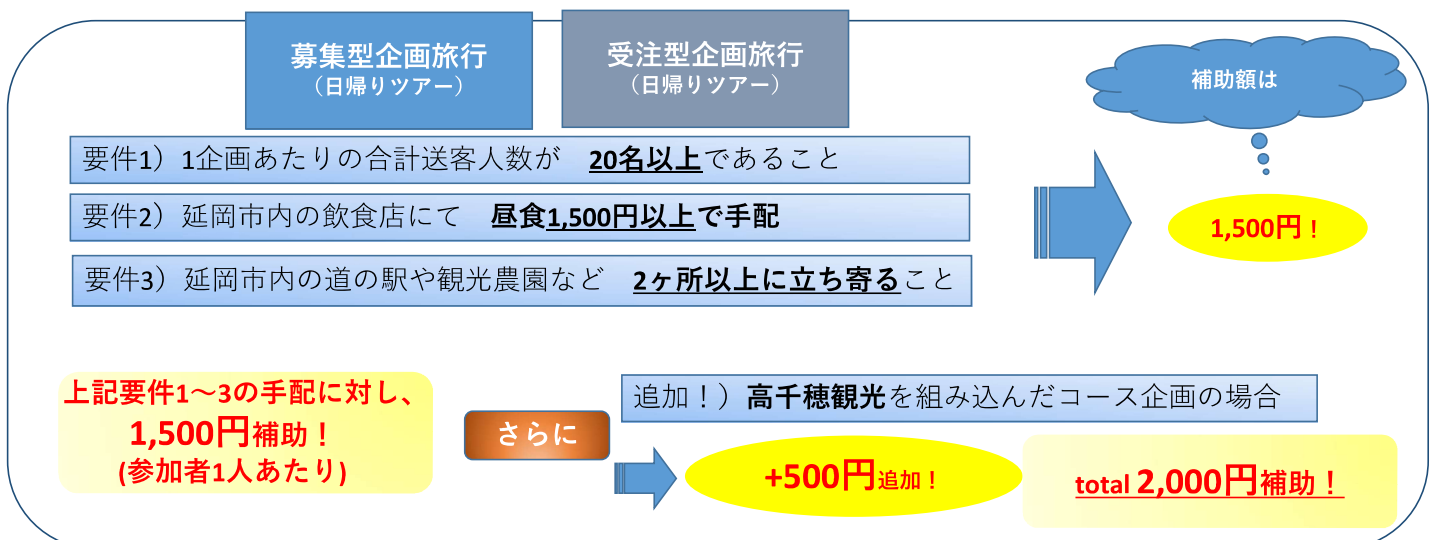 募集型企画旅行
（日帰りツアー）
受注型企画旅行
（日帰りツアー）
補助額は
要件1）1企画あたりの合計送客人数が　20名以上であること
要件2）延岡市内の飲食店にて　昼食1,500円以上で手配
要件3）延岡市内の道の駅や観光農園など　2ヶ所以上に立ち寄ること
1,500円！
上記要件1～3の手配に対し、
1,500円補助！
(参加者1人あたり)
さらに
追加！）高千穂観光を組み込んだコース企画の場合
+500円追加！
total 2,000円補助！